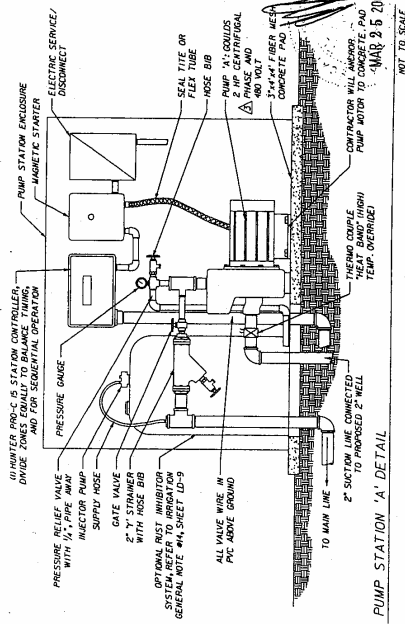 PUMP STATION ENCLOSURE
MAGNETIC STARTER
ELECTRIC SERVICE/
DISCONNECT
(1) HUNTER PRO-C 15 STATION CONTROLLER,
DIVIDE ZONES EQUALLY TO BALANCE TIMING,
AND FOR SEQUENTIAL OPERATION
PRESSURE GAUGE
SEAL TITE OR
FLEX TUBE
HOSE BIB
PUMP 'A': GOULDS
2 HP CENTRIFUGAL
PHASE AND
480 VOLT
3"x4'x4' FIBER MESH
CONCRETE PAD
PRESSURE RELIEF VALVE
WITH 1/4", PIPE AWAY
INJECTOR PUMP
SUPPLY HOSE
GATE VALVE
2" 'Y' STRAINER
WITH HOSE BIB
OPTIONAL RUST INHIBITOR
SYSTEM, REFER TO IRRIGATION
GENERAL NOTE #14, SHEET LD-9
ALL VALVE WIRE IN
PVC ABOVE GROUND
TO MAIN LINE
2" SUCTION LINE CONNECTED
TO PROPOSED 2" WELL
THERMO COUPLE
"HEAT BAND" (HIGH)
TEMP. OVERRIDE)
CONTRACTOR WILL ANCHOR
PUMP MOTOR TO CONCRETE PAD
MAR 25 20
PUMP STATION 'A' DETAIL
NOT TO SCALE